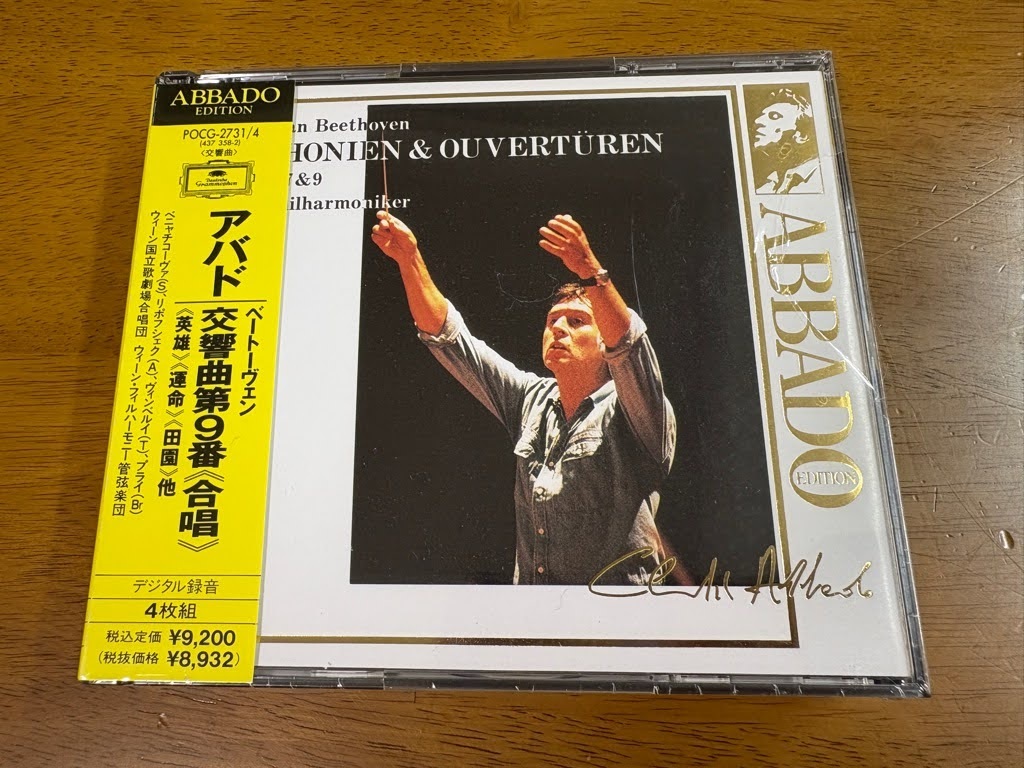 ABBADO
EDITION
POCG-2731/4
(437 358-2)
〈交響曲〉
Deutsche
Grammophon
アバド
ベートーヴェン
交響曲第9番《合唱》
《英雄》《運命》《田園》他
ベニャチコーヴァ(S)、リポフシェク(A)、ヴィンベルイ(T)、プライ(Br)
ウィーン国立歌劇場合唱団 ウィーン・フィルハーモニー管弦楽団
デジタル録音
4枚組
税込定価 ¥9,200
(税抜価格 ¥8,932)
an Beethoven
HONIEN & OUVERTÜREN
7 & 9
ilharmoniker
ABBADO
EDITION
Claudio Abbado